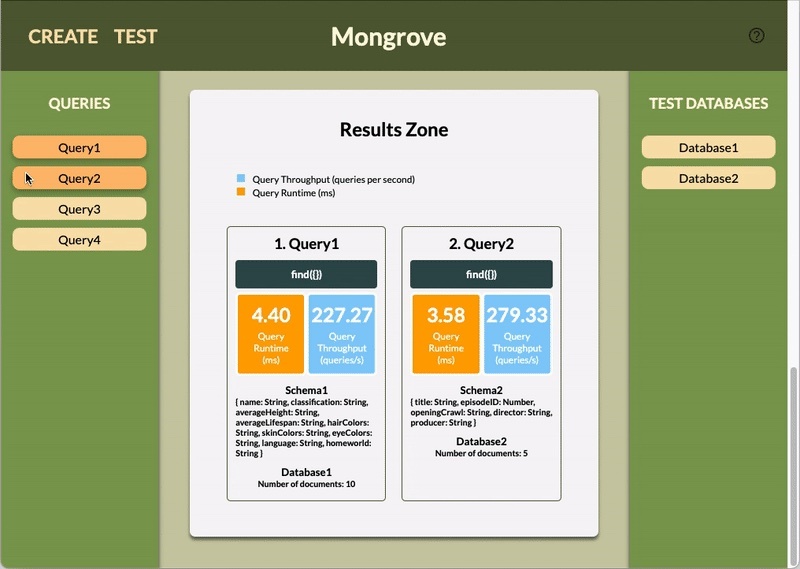 CREATE TEST
Mongrove
?
QUERIES
Query1
Query2
Query3
Query4
Results Zone
Query Throughput (queries per second)
Query Runtime (ms)
1. Query1
find({})
4.40
Query
Runtime
(ms)
227.27
Query
Throughput
(queries/s)
Schema1
{ name: String, classification: String,
averageHeight: String,
averageLifespan: String, hairColors:
String, skinColors: String, eyeColors:
String, language: String, homeworld:
String }
Database1
Number of documents: 10
2. Query2
find({})
3.58
Query
Runtime
(ms)
279.33
Query
Throughput
(queries/s)
Schema2
{ title: String, episodeID: Number,
openingCrawl: String, director: String,
producer: String }
Database2
Number of documents: 5
TEST DATABASES
Database1
Database2